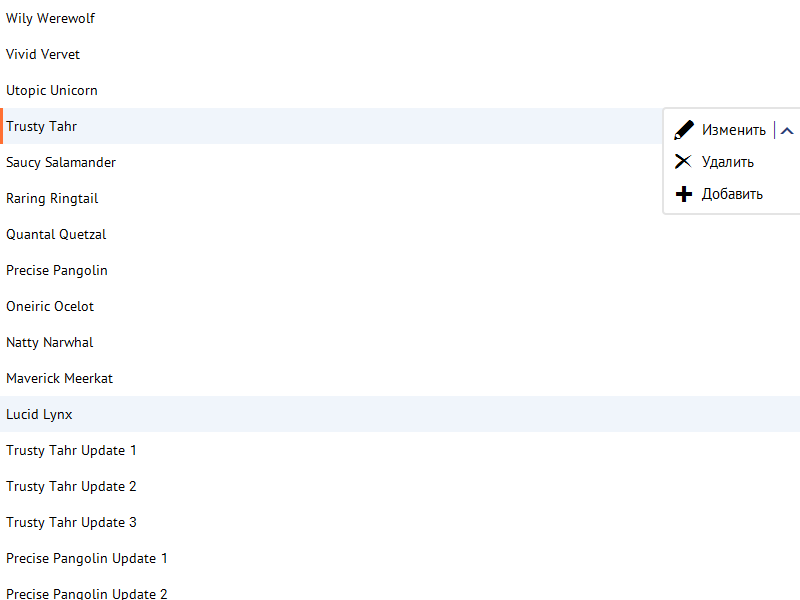 Wily Werewolf
Vivid Vervet
Utopic Unicorn
Trusty Tahr
Изменить
Saucy Salamander
Удалить
Raring Ringtail
Добавить
Quantal Quetzal
Precise Pangolin
Oneiric Ocelot
Natty Narwhal
Maverick Meerkat
Lucid Lynx
Trusty Tahr Update 1
Trusty Tahr Update 2
Trusty Tahr Update 3
Precise Pangolin Update 1
Precise Pangolin Update 2